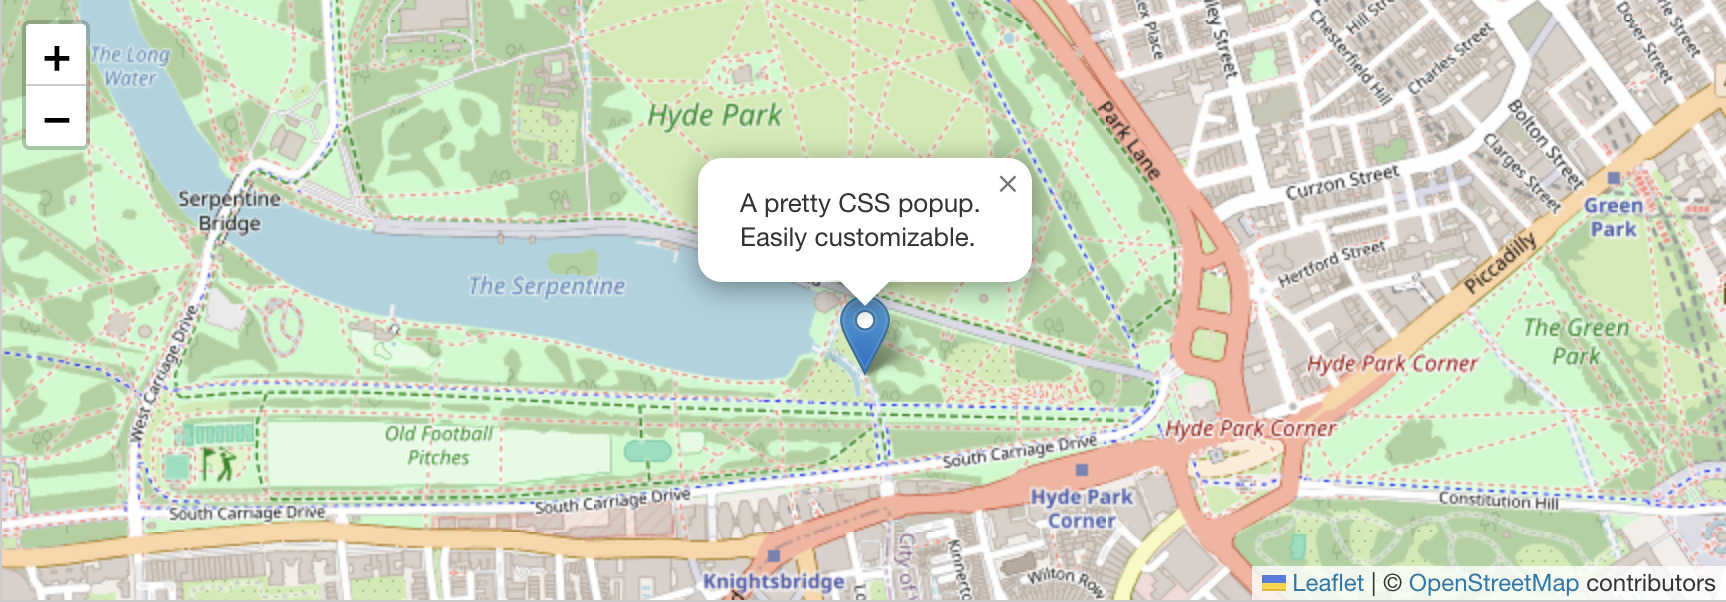 +
−
The Long
Water
Hyde Park
Park Lane
Chesterfield Hill
Charles Street
Dover Street
Bolton Street
Clarges Street
Curzon Street
Hertford Street
Piccadilly
Green
Park
Serpentine
Bridge
A pretty CSS popup.
Easily customizable.
×
The Serpentine
The Green
Park
Hyde Park Corner
West Carriage Drive
Old Football
Pitches
Hyde Park Corner
South Carriage Drive
South Carriage Drive
South Carriage Drive
Hyde Park
Corner
Constitution Hill
Knightsbridge
City of
Wilton Row
Leaflet | © OpenStreetMap contributors